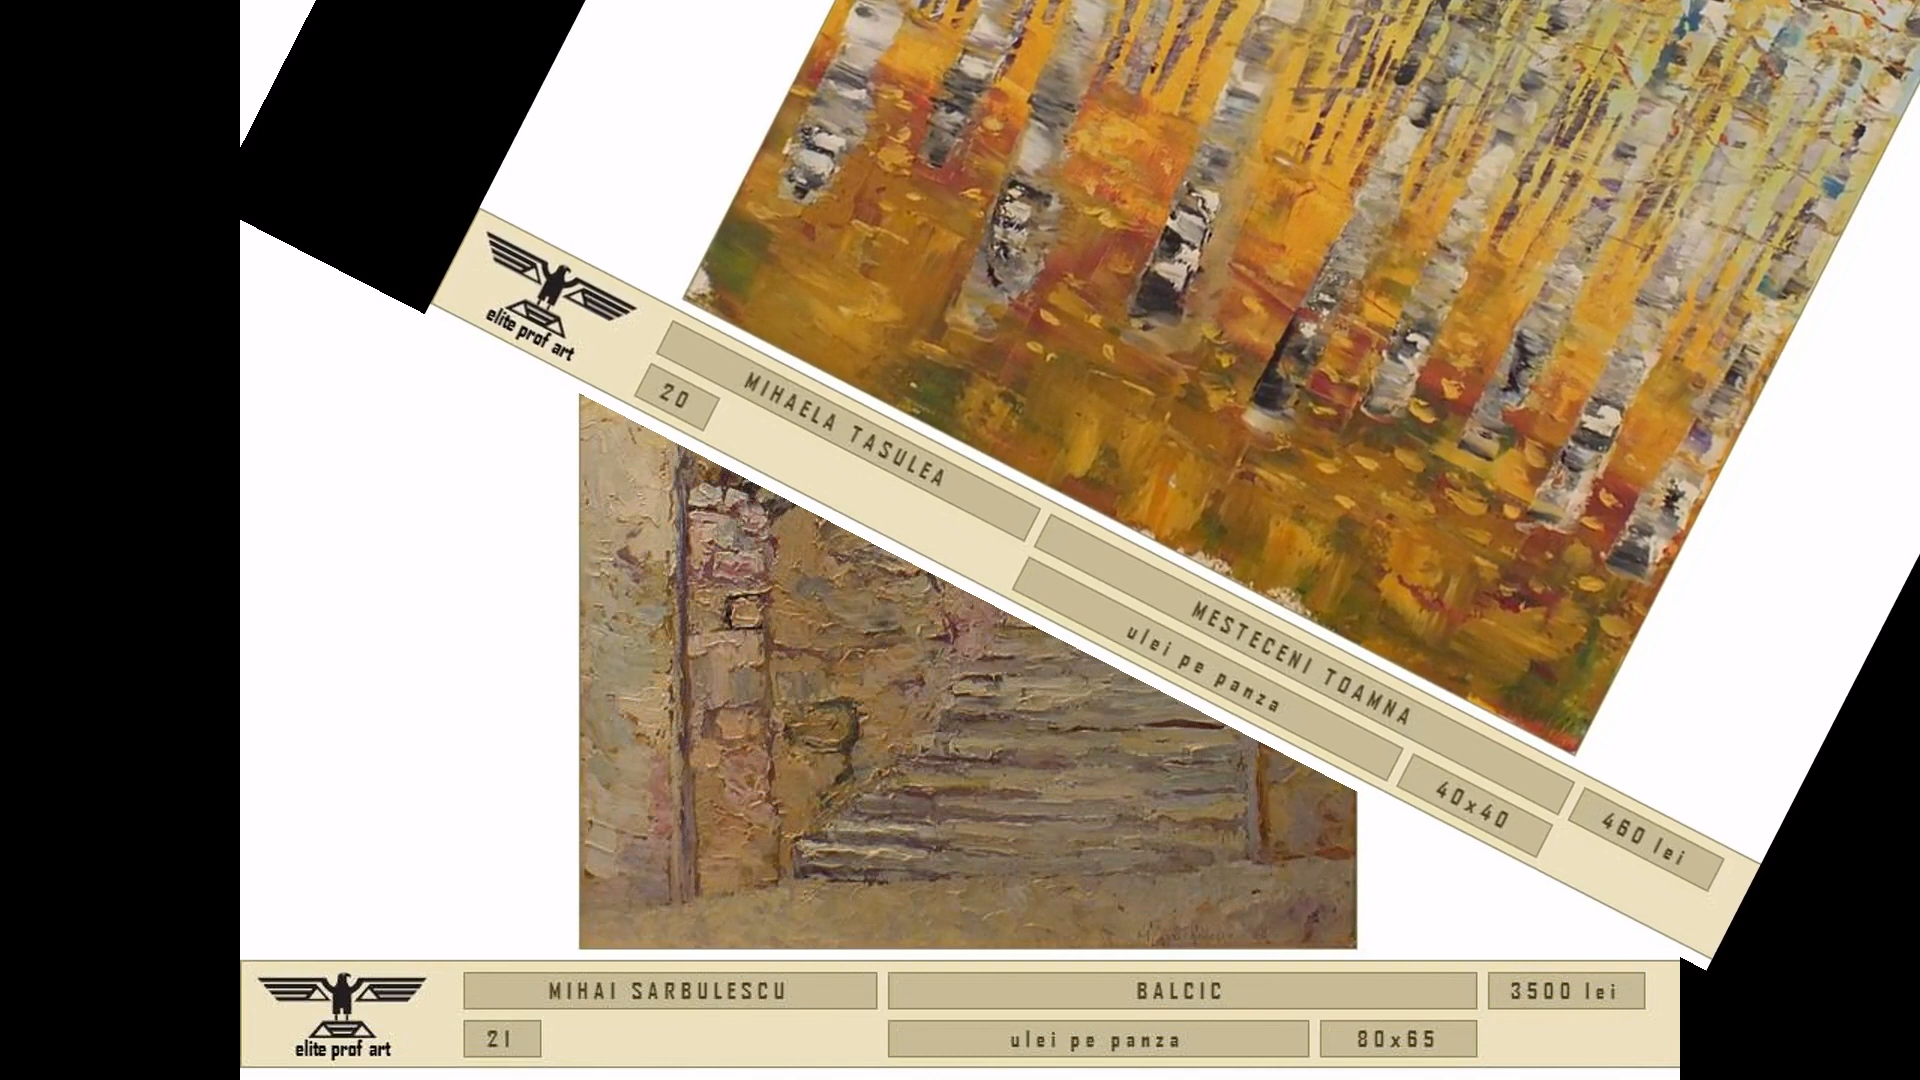 elite prof art
MIHAELA TASULEA
20
MESTECENI TOAMNA
460 lei
ulei pe panza
40x40
elite prof art
MIHAI SARBULESCU
BALCIC
3500 lei
21
ulei pe panza
80x65